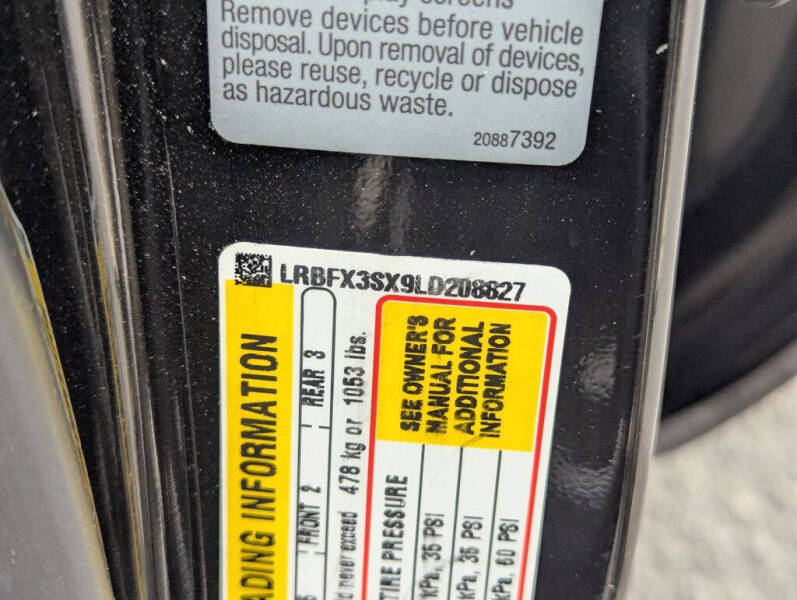 Remove devices before vehicle
disposal. Upon removal of devices,
please reuse, recycle or dispose
as hazardous waste.
20887392
LRBFX3SX9LD208827
ADING INFORMATION
FRONT 2
REAR 3
never exceed 478 kg or 1053 lbs.
TIRE PRESSURE
SEE OWNER'S
MANUAL FOR
ADDITIONAL
INFORMATION
kPa, 35 PSI
kPa, 35 PSI
kPa, 60 PSI